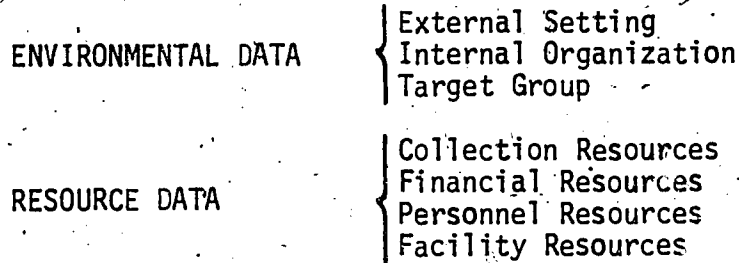 External Setting
ENVIRONMENTAL DATA
Internal Organization
Target Group
Collection Resources
Financial Resources
RESOURCE DATA
Personnel Resources
Facility Resources